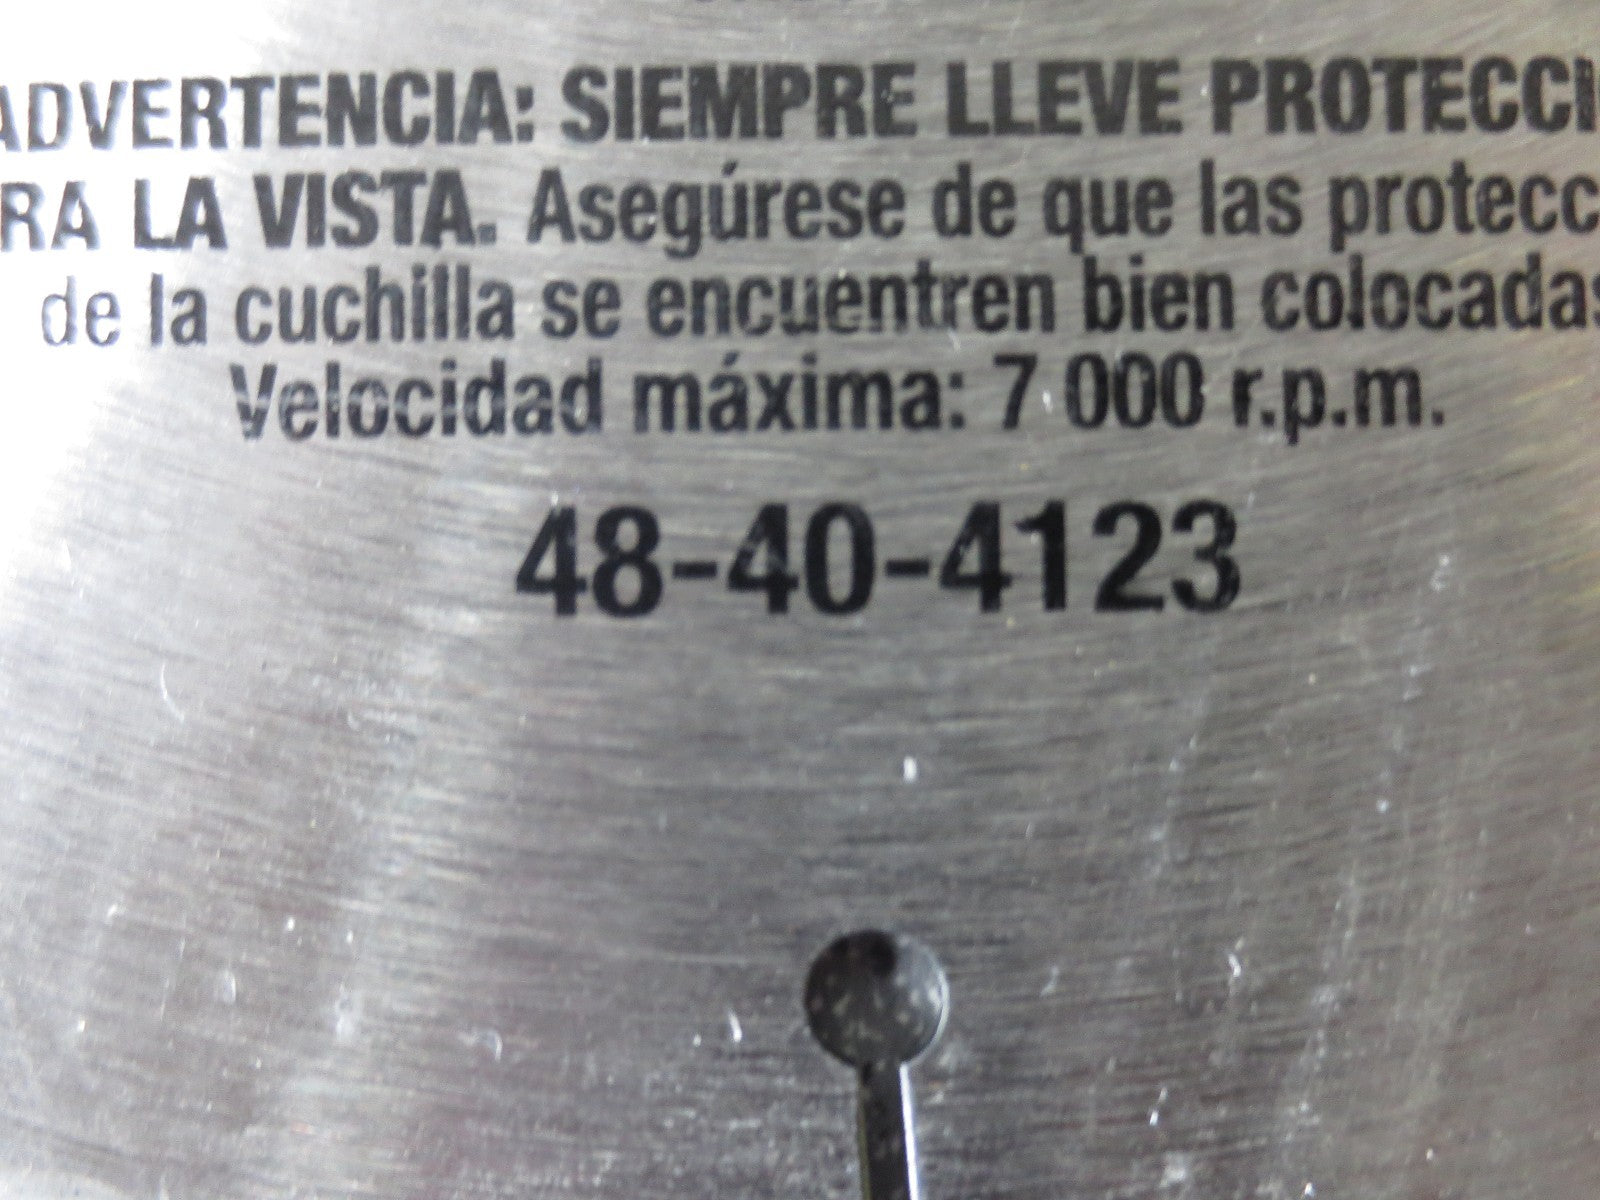 ADVERTENCIA: SIEMPRE LLEVE PROTECCI
RA LA VISTA. Asegúrese de que las protecc
de la cuchilla se encuentren bien colocadas
Velocidad máxima: 7 000 r.p.m.
48-40-4123